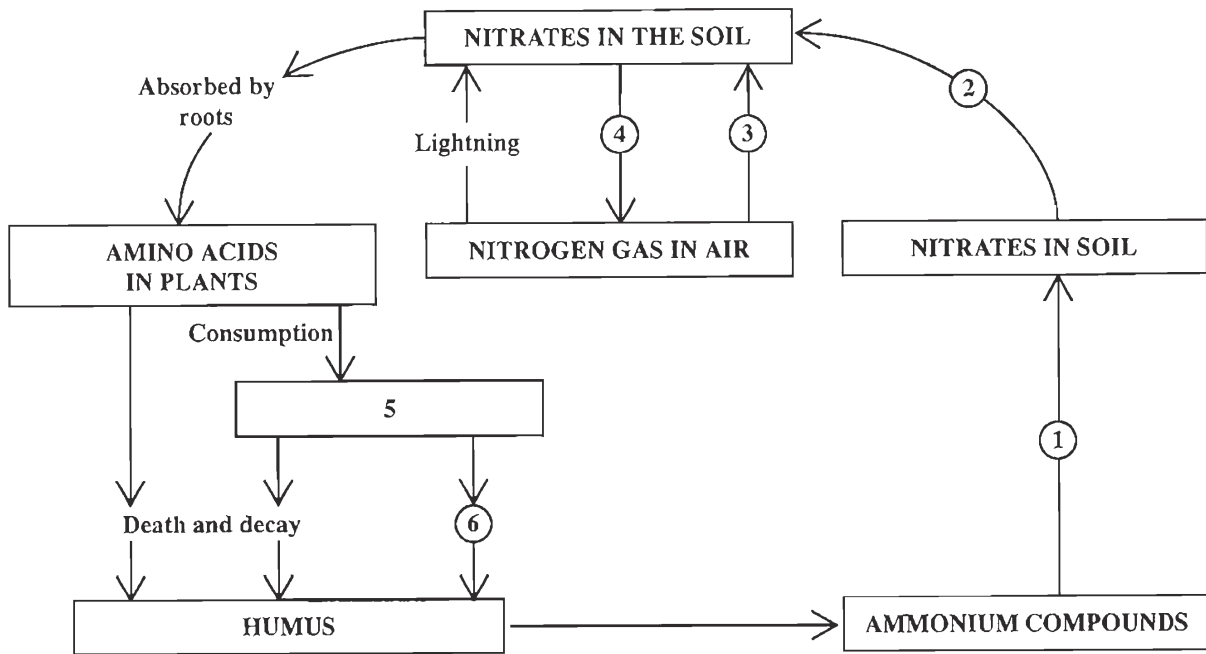 NITRATES IN THE SOIL
2
Absorbed by
roots
Lightning
4
3
AMINO ACIDS
IN PLANTS
NITROGEN GAS IN AIR
NITRATES IN SOIL
Consumption
5
1
Death and decay
6
HUMUS
AMMONIUM COMPOUNDS